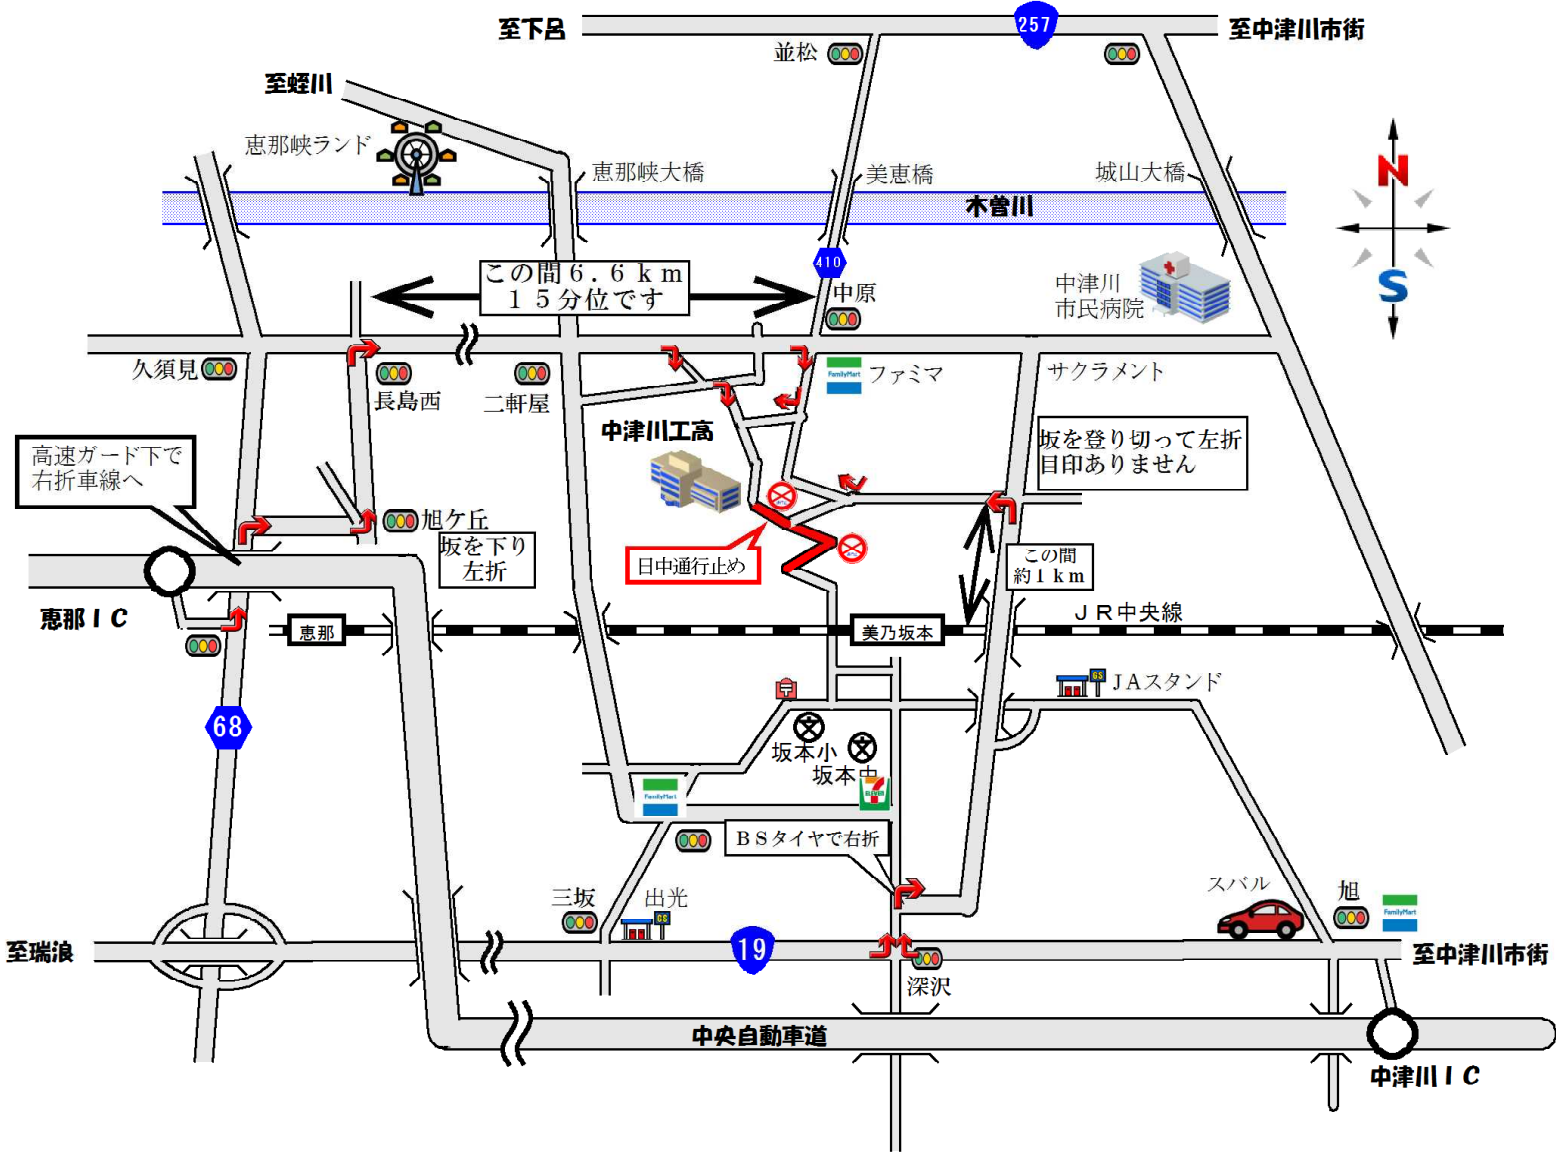 至下呂
257
至中津川市街
並松
至蛭川
恵那峡ランド
恵那峡大橋
美恵橋
城山大橋
木曽川
N
S
410
この間6.6km
15分位です
中原
中津川
市民病院
久須見
長島西
二軒屋
FamilyMart
ファミマ
サクラメント
中津川工高
坂を登り切って左折
目印ありません
高速ガード下で
右折車線へ
旭ケ丘
坂を下り
左折
日中通行止め
この間
約1km
恵那IC
恵那
美乃坂本
JR中央線
GS
JAスタンド
68
文
坂本小
文
坂本中
FamilyMart
7
ELEVEN
BSタイヤで右折
三坂
出光
GS
スバル
旭
FamilyMart
至瑞浪
19
深沢
至中津川市街
中央自動車道
中津川IC